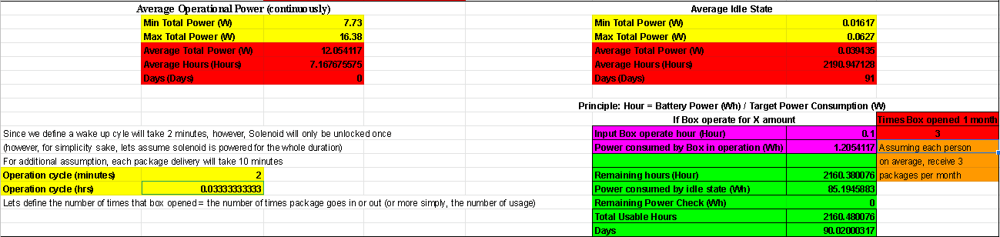 Average Operational Power (continuously)
Min Total Power (W) 7.73
Max Total Power (W) 16.38
Average Total Power (W) 12.054117
Average Hours (Hours) 7.167675575
Days (Days) 0
Average Idle State
Min Total Power (W) 0.01617
Max Total Power (W) 0.0627
Average Total Power (W) 0.039435
Average Hours (Hours) 2190.947128
Days (Days) 91
Since we define a wake up cyle will take 2 minutes, however, Solenoid will only be unlocked once
(however, for simplicity sake, lets assume solenoid is powered for the whole duration)
For additional assumption, each package delivery will take 10 minutes
Operation cycle (minutes) 2
Operation cycle (hrs) 0.03333333333
Lets define the number of times that box opened = the number of times package goes in or out (or more simply, the number of usage)
Principle: Hour = Battery Power (Wh) / Target Power Consumption (W)
If Box operate for X amount
Input Box operate hour (Hour) 0.1
Power consumed by Box in operation (Wh) 1.2054117
Remaining hours (Hour) 2160.380076
Power consumed by idle state (Wh) 85.1945883
Remaining Power Check (Wh) 0
Total Usable Hours 2160.480076
Days 90.02000317
Times Box opened 1 month
3
Assuming each person
on average, receive 3
packages per month